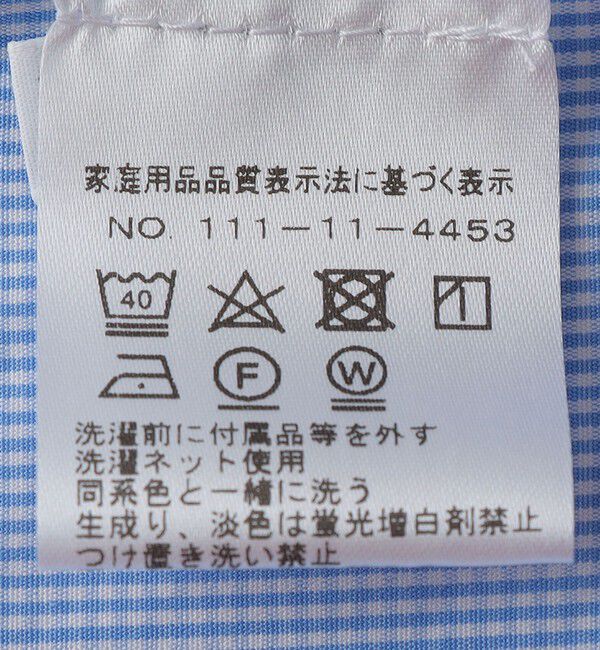 家庭用品品質表示法に基づく表示
NO. 111-11-4453
40
F W
洗濯前に付属品等を外す
洗濯ネット使用
同系色と一緒に洗う
生成り、淡色は蛍光増白剤禁止
つけ置き洗い禁止